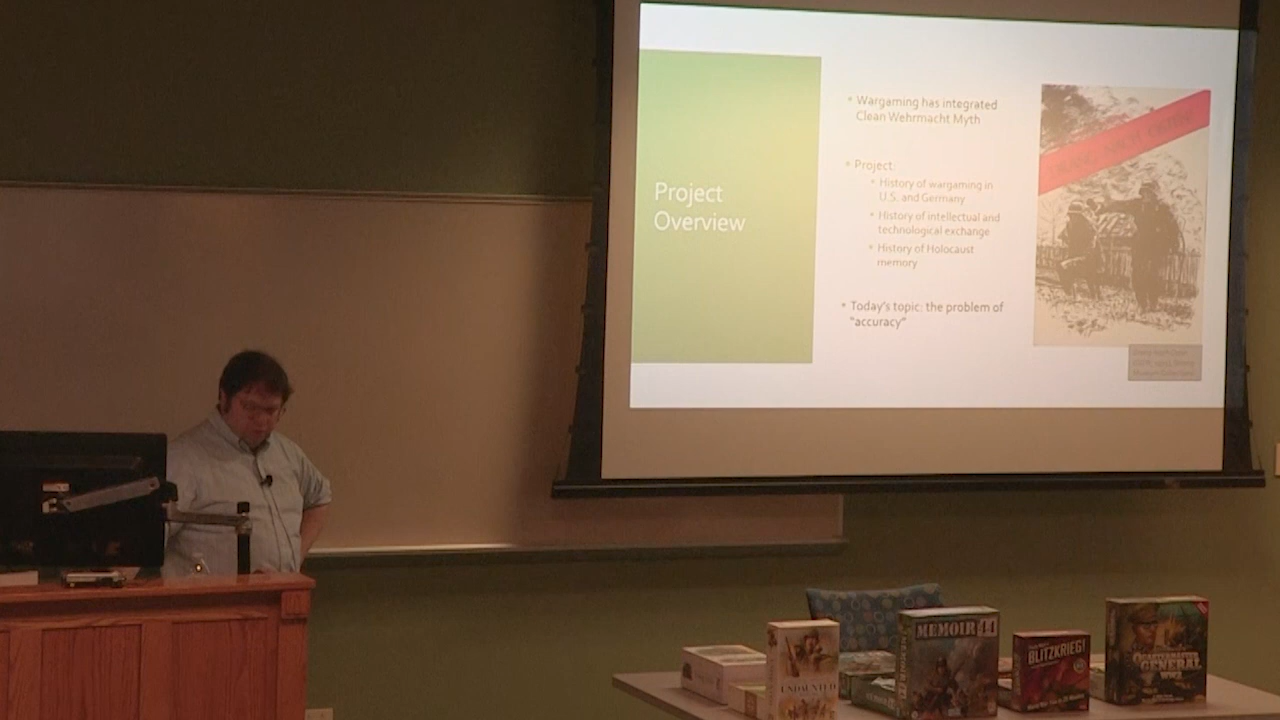 Project
Overview
Wargaming has integrated
Clean Wehrmacht Myth
Project:
History of wargaming in
U.S. and Germany
History of intellectual and
technological exchange
History of Holocaust
memory
Today's topic: the problem of
"accuracy"
UNDAUNTED
MEMOIR '44
BLITZKRIEG!
QUARTERMASTER
GENERAL
WW2